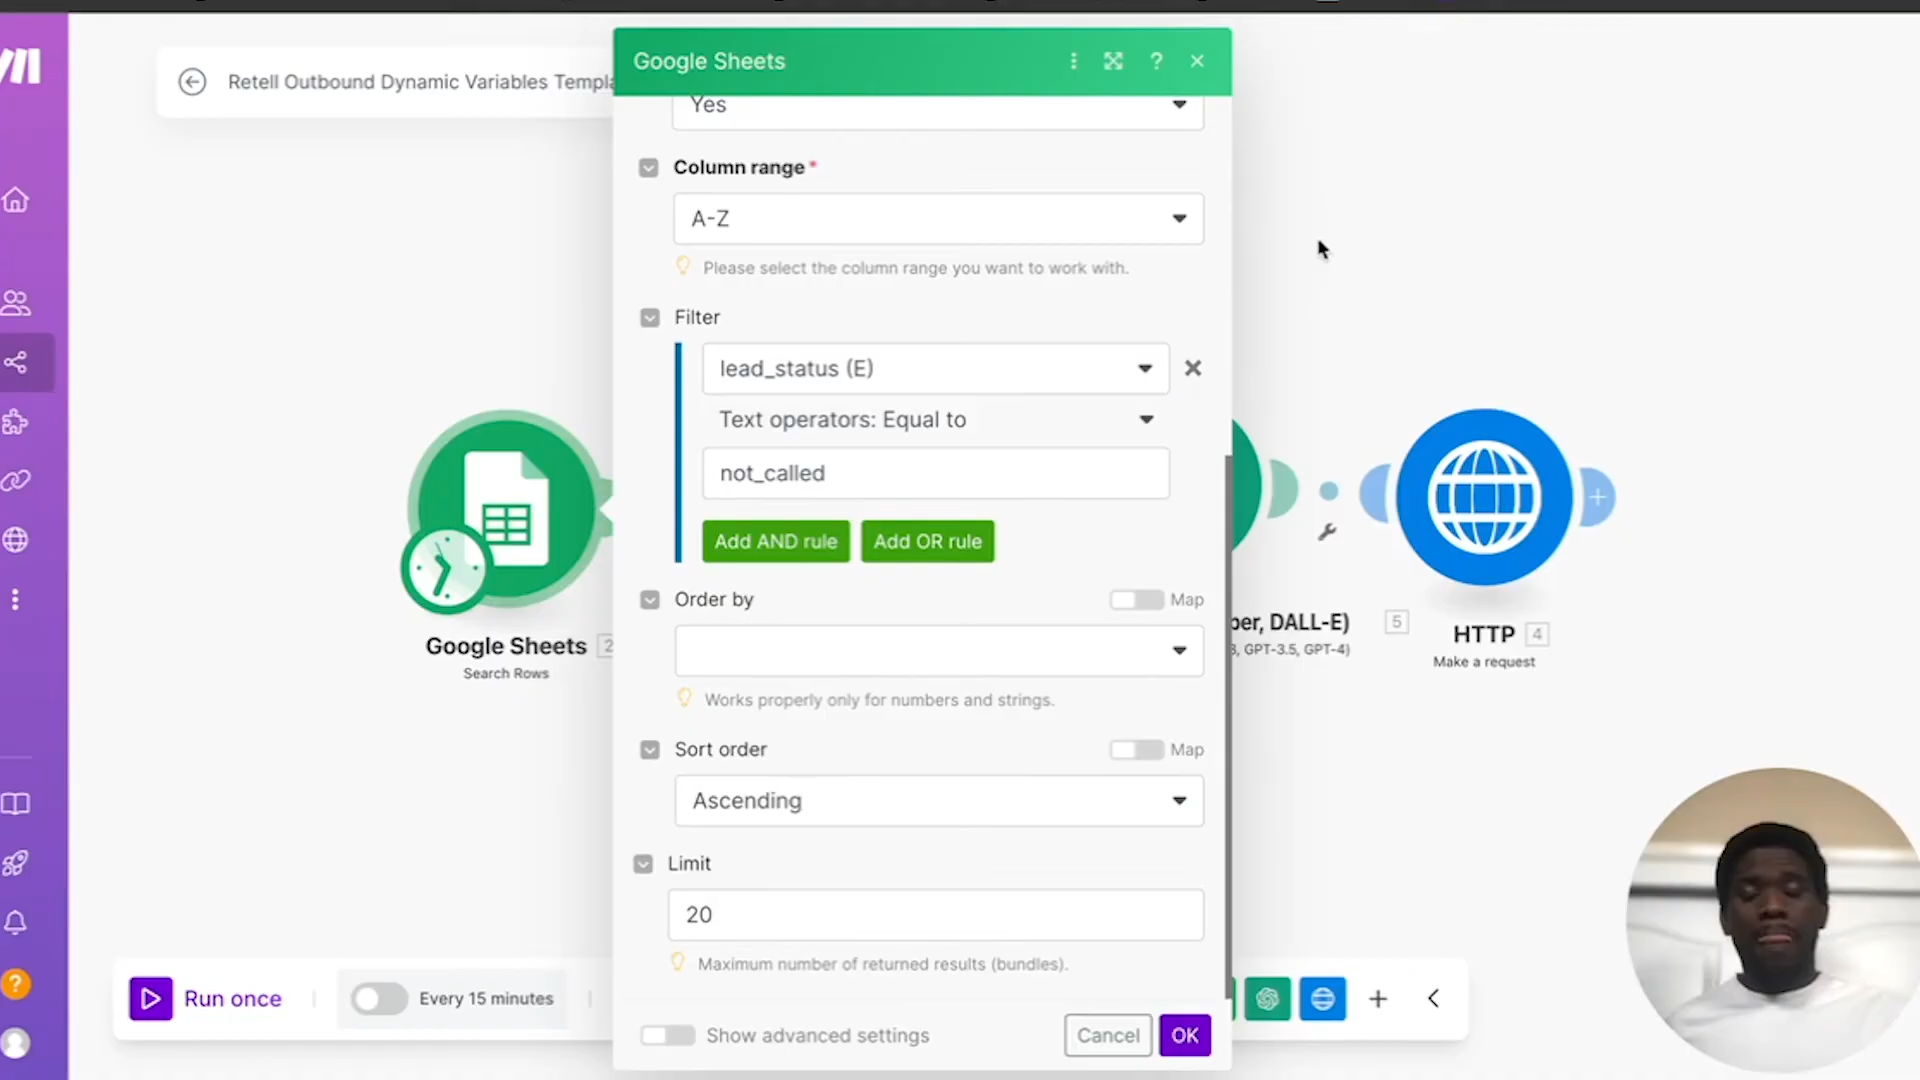 Retell Outbound Dynamic Variables Templa
Google Sheets
?
Yes
Column range *
A-Z
Please select the column range you want to work with.
Filter
lead_status (E)
Text operators: Equal to
not_called
Add AND rule
Add OR rule
Order by
Map
Works properly only for numbers and strings.
Sort order
Map
Ascending
Limit
20
Maximum number of returned results (bundles).
Show advanced settings
Cancel
OK
Google Sheets 2
Search Rows
per, DALL-E) 5
3, GPT-3.5, GPT-4)
HTTP 4
Make a request
Run once
Every 15 minutes
?